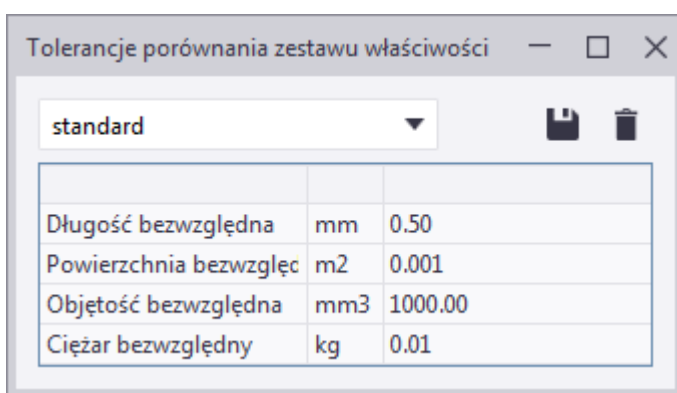 Tolerancje porównania zestawu właściwości
standard
Długość bezwzględna mm 0.50
Powierzchnia bezwzględ m2 0.001
Objętość bezwzględna mm3 1000.00
Ciężar bezwzględny kg 0.01